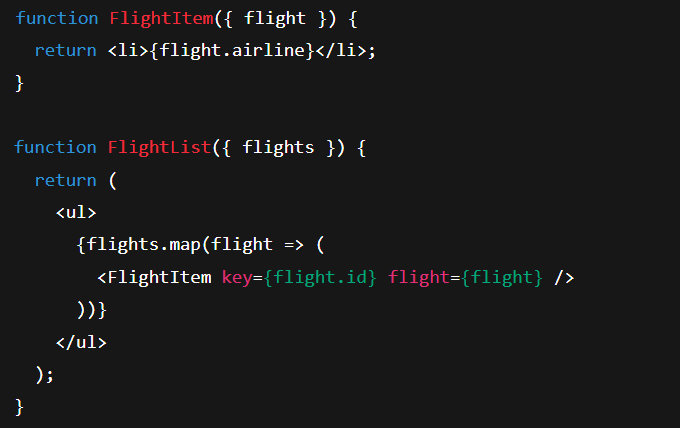 function FlightItem({ flight }) {
  return <li>{flight.airline}</li>;
}

function FlightList({ flights }) {
  return (
    <ul>
      {flights.map(flight => (
        <FlightItem key={flight.id} flight={flight} />
      ))}
    </ul>
  );
}